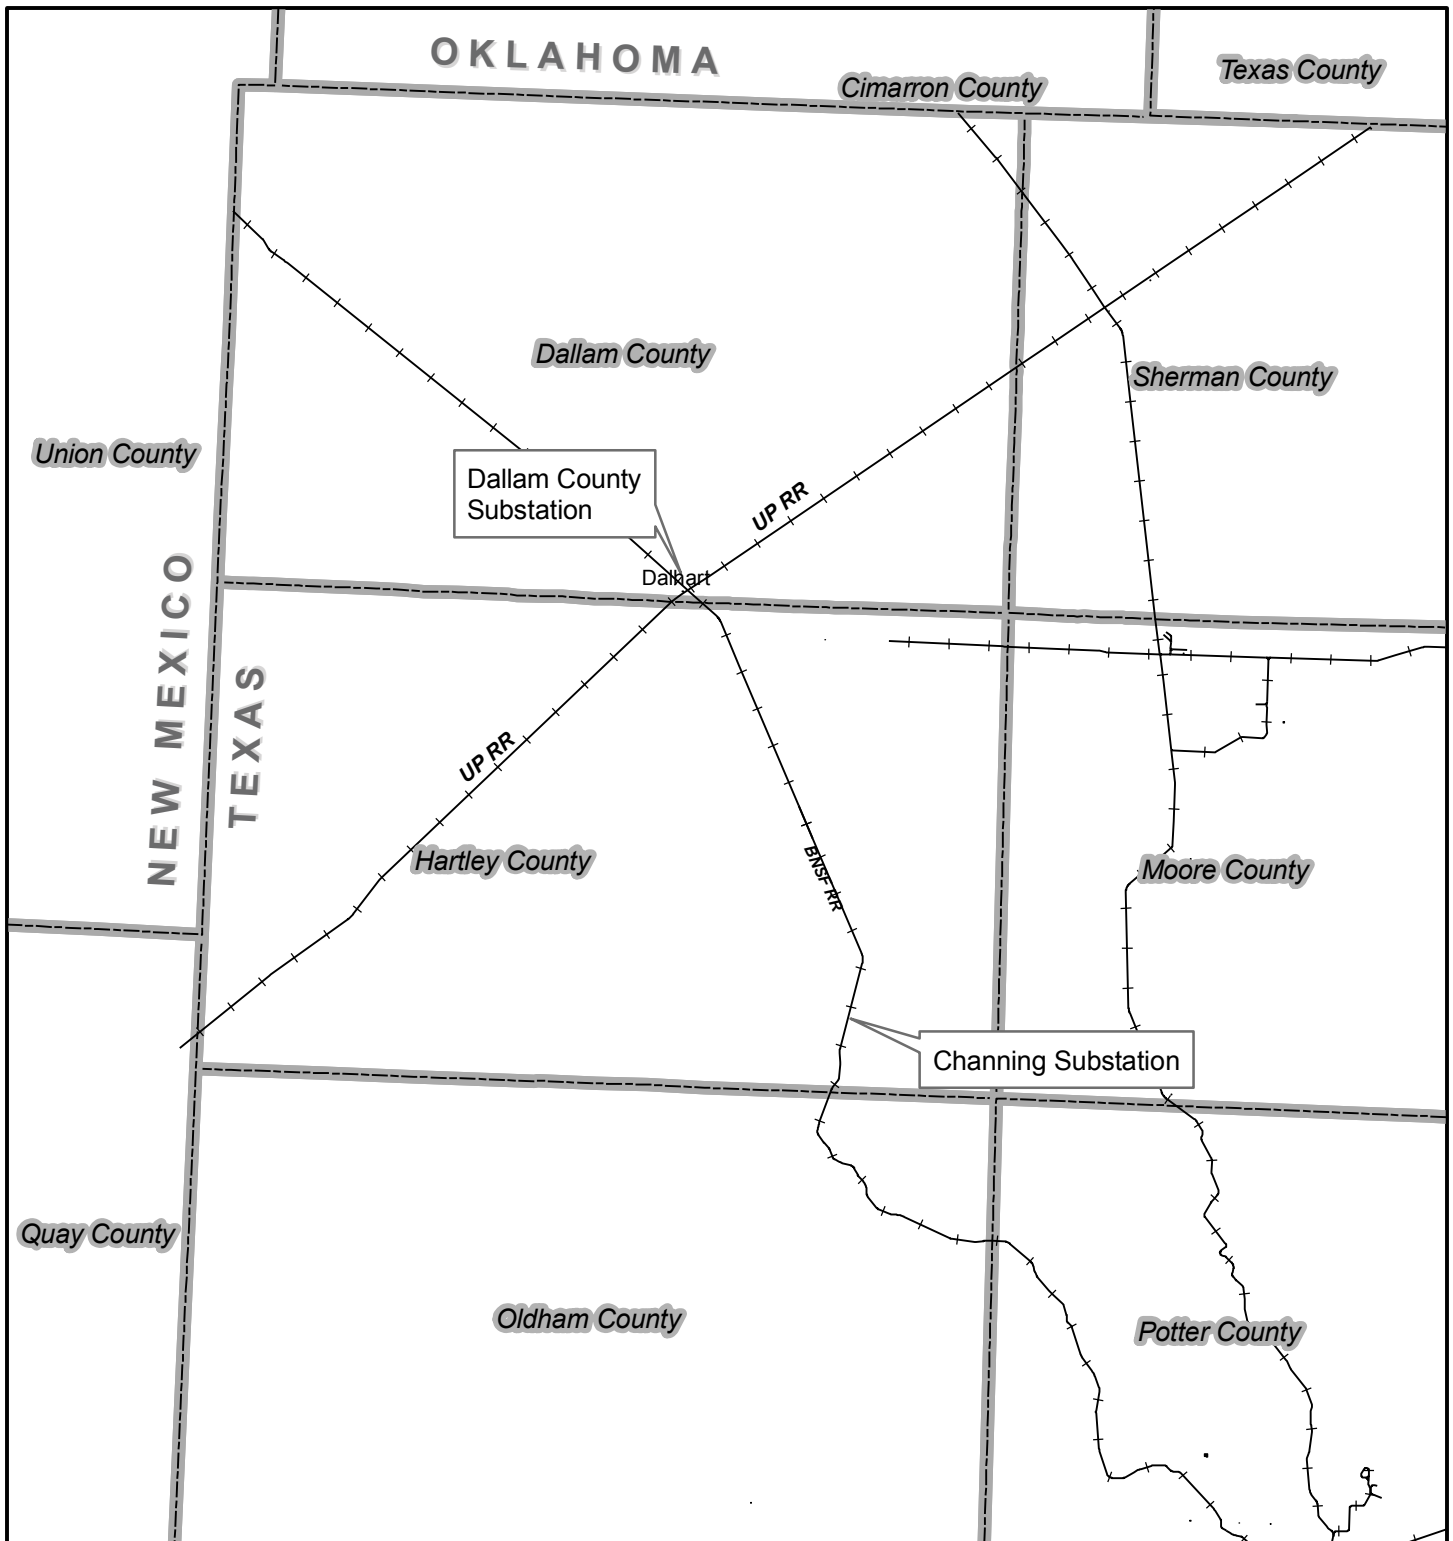 OKLAHOMA
Texas County
Cimarron County
Dallam County
Sherman County
Union County
Dallam County
Substation
UP RR
Dalhart
NEW MEXICO
TEXAS
UP RR
Hartley County
BNSF RR
Moore County
Channing Substation
Quay County
Oldham County
Potter County